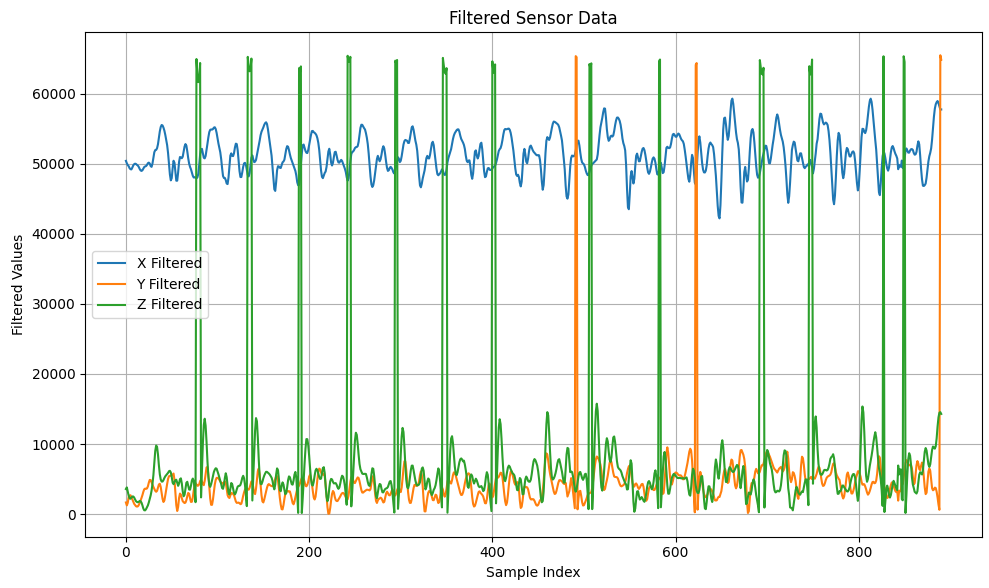 Filtered Sensor Data
Filtered Values
60000
50000
40000
30000
20000
10000
0
X Filtered
Y Filtered
Z Filtered
0 200 400 600 800
Sample Index